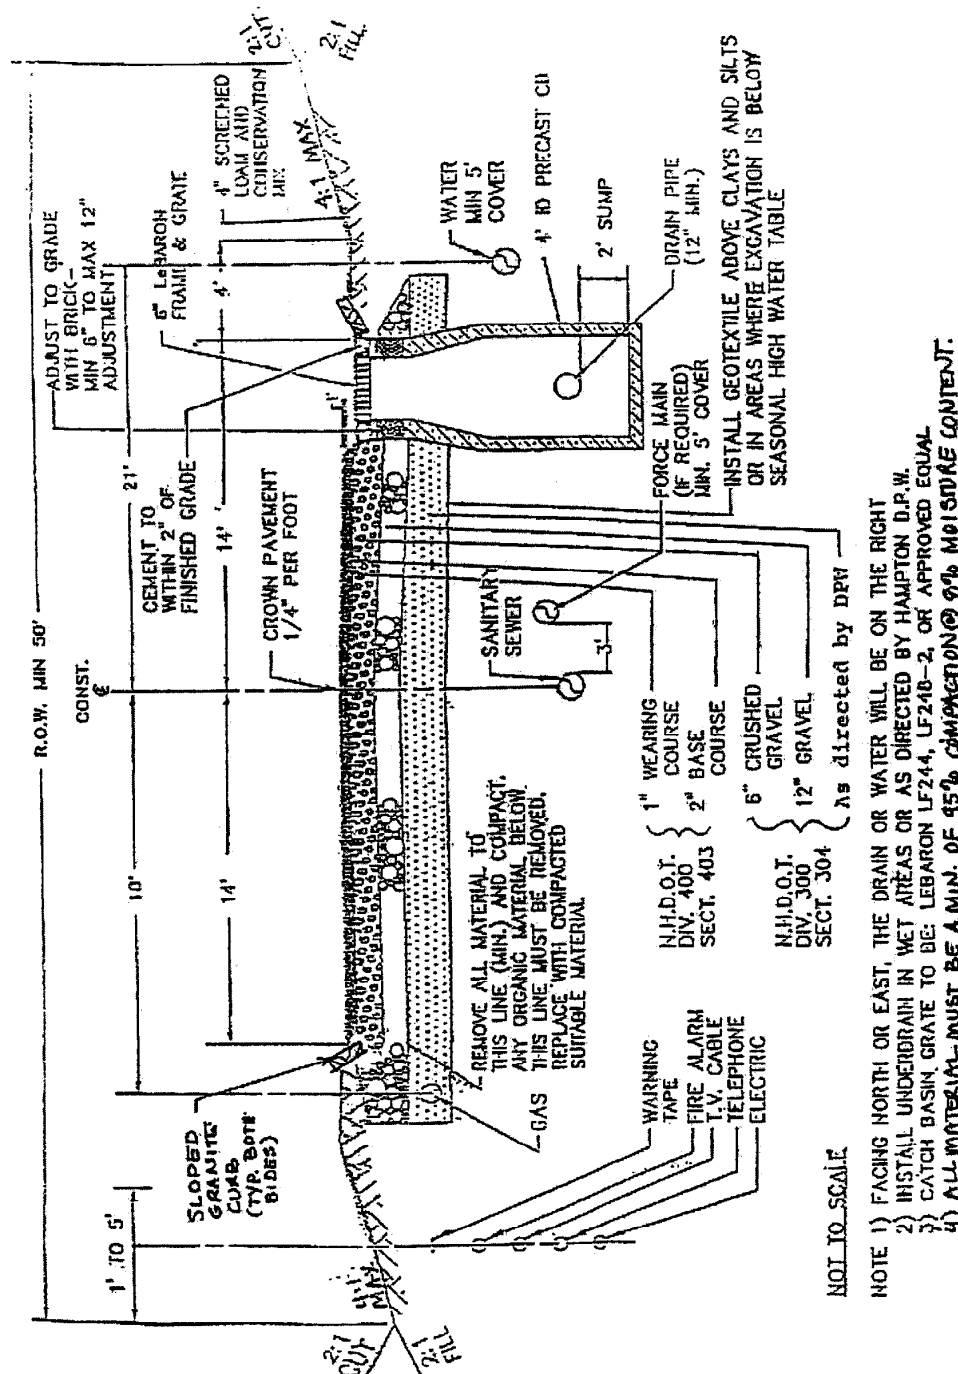 R.O.W. MIN 50'
CONST.
℄
21'
10'
14'
14'
4'
1' TO 5'
ADJUST TO GRADE
WITH BRICK-
MIN 6" TO MAX 12"
ADJUSTMENT
CEMENT TO
WITHIN 2" OF
FINISHED GRADE
6" LeBARON
FRAME & GRATE
1'
4" SCREENED
LOAM AND
CONSERVATION
MIX
2:1
CUT
2:1
FILL
4:1 MAX
CROWN PAVEMENT
1/4" PER FOOT
SLOPED
GRANITE
CURB
(TYP. BOTH
SIDES)
4:1
MAX
2:1
CUT
2:1
FILL
WATER
MIN 5'
COVER
4' ID PRECAST CB
2' SUMP
DRAIN PIPE
(12" MIN.)
SANITARY
SEWER
3'
FORCE MAIN
(IF REQUIRED)
MIN. 5' COVER
INSTALL GEOTEXTILE ABOVE CLAYS AND SILTS
OR IN AREAS WHERE EXCAVATION IS BELOW
SEASONAL HIGH WATER TABLE
REMOVE ALL MATERIAL TO
THIS LINE (MIN.) AND COMPACT.
ANY ORGANIC MATERIAL BELOW
THIS LINE MUST BE REMOVED.
REPLACE WITH COMPACTED
SUITABLE MATERIAL
GAS
WARNING
TAPE
FIRE ALARM
T.V. CABLE
TELEPHONE
ELECTRIC
N.H.D.O.T.
DIV. 400
SECT. 403
1" WEARING
COURSE
2" BASE
COURSE
N.H.D.O.T.
DIV. 300
SECT. 304
6" CRUSHED
GRAVEL
12" GRAVEL
As directed by DPW
NOT TO SCALE
NOTE 1) FACING NORTH OR EAST, THE DRAIN OR WATER WILL BE ON THE RIGHT
2) INSTALL UNDERDRAIN IN WET AREAS OR AS DIRECTED BY HAMPTON D.P.W.
3) CATCH BASIN GRATE TO BE: LEBARON LF244, LF248-2, OR APPROVED EQUAL
4) ALL MATERIAL MUST BE A MIN. OF 95% COMPACTION @ 9% MOISTURE CONTENT.